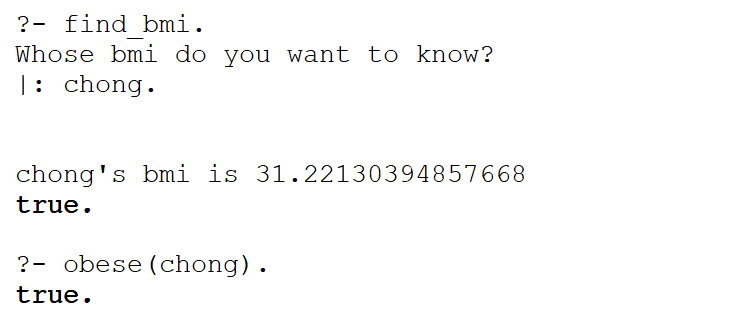 ?- find_bmi.
Whose bmi do you want to know?
|: chong.
chong's bmi is 31.22130394857668
true.
?- obese(chong).
true.